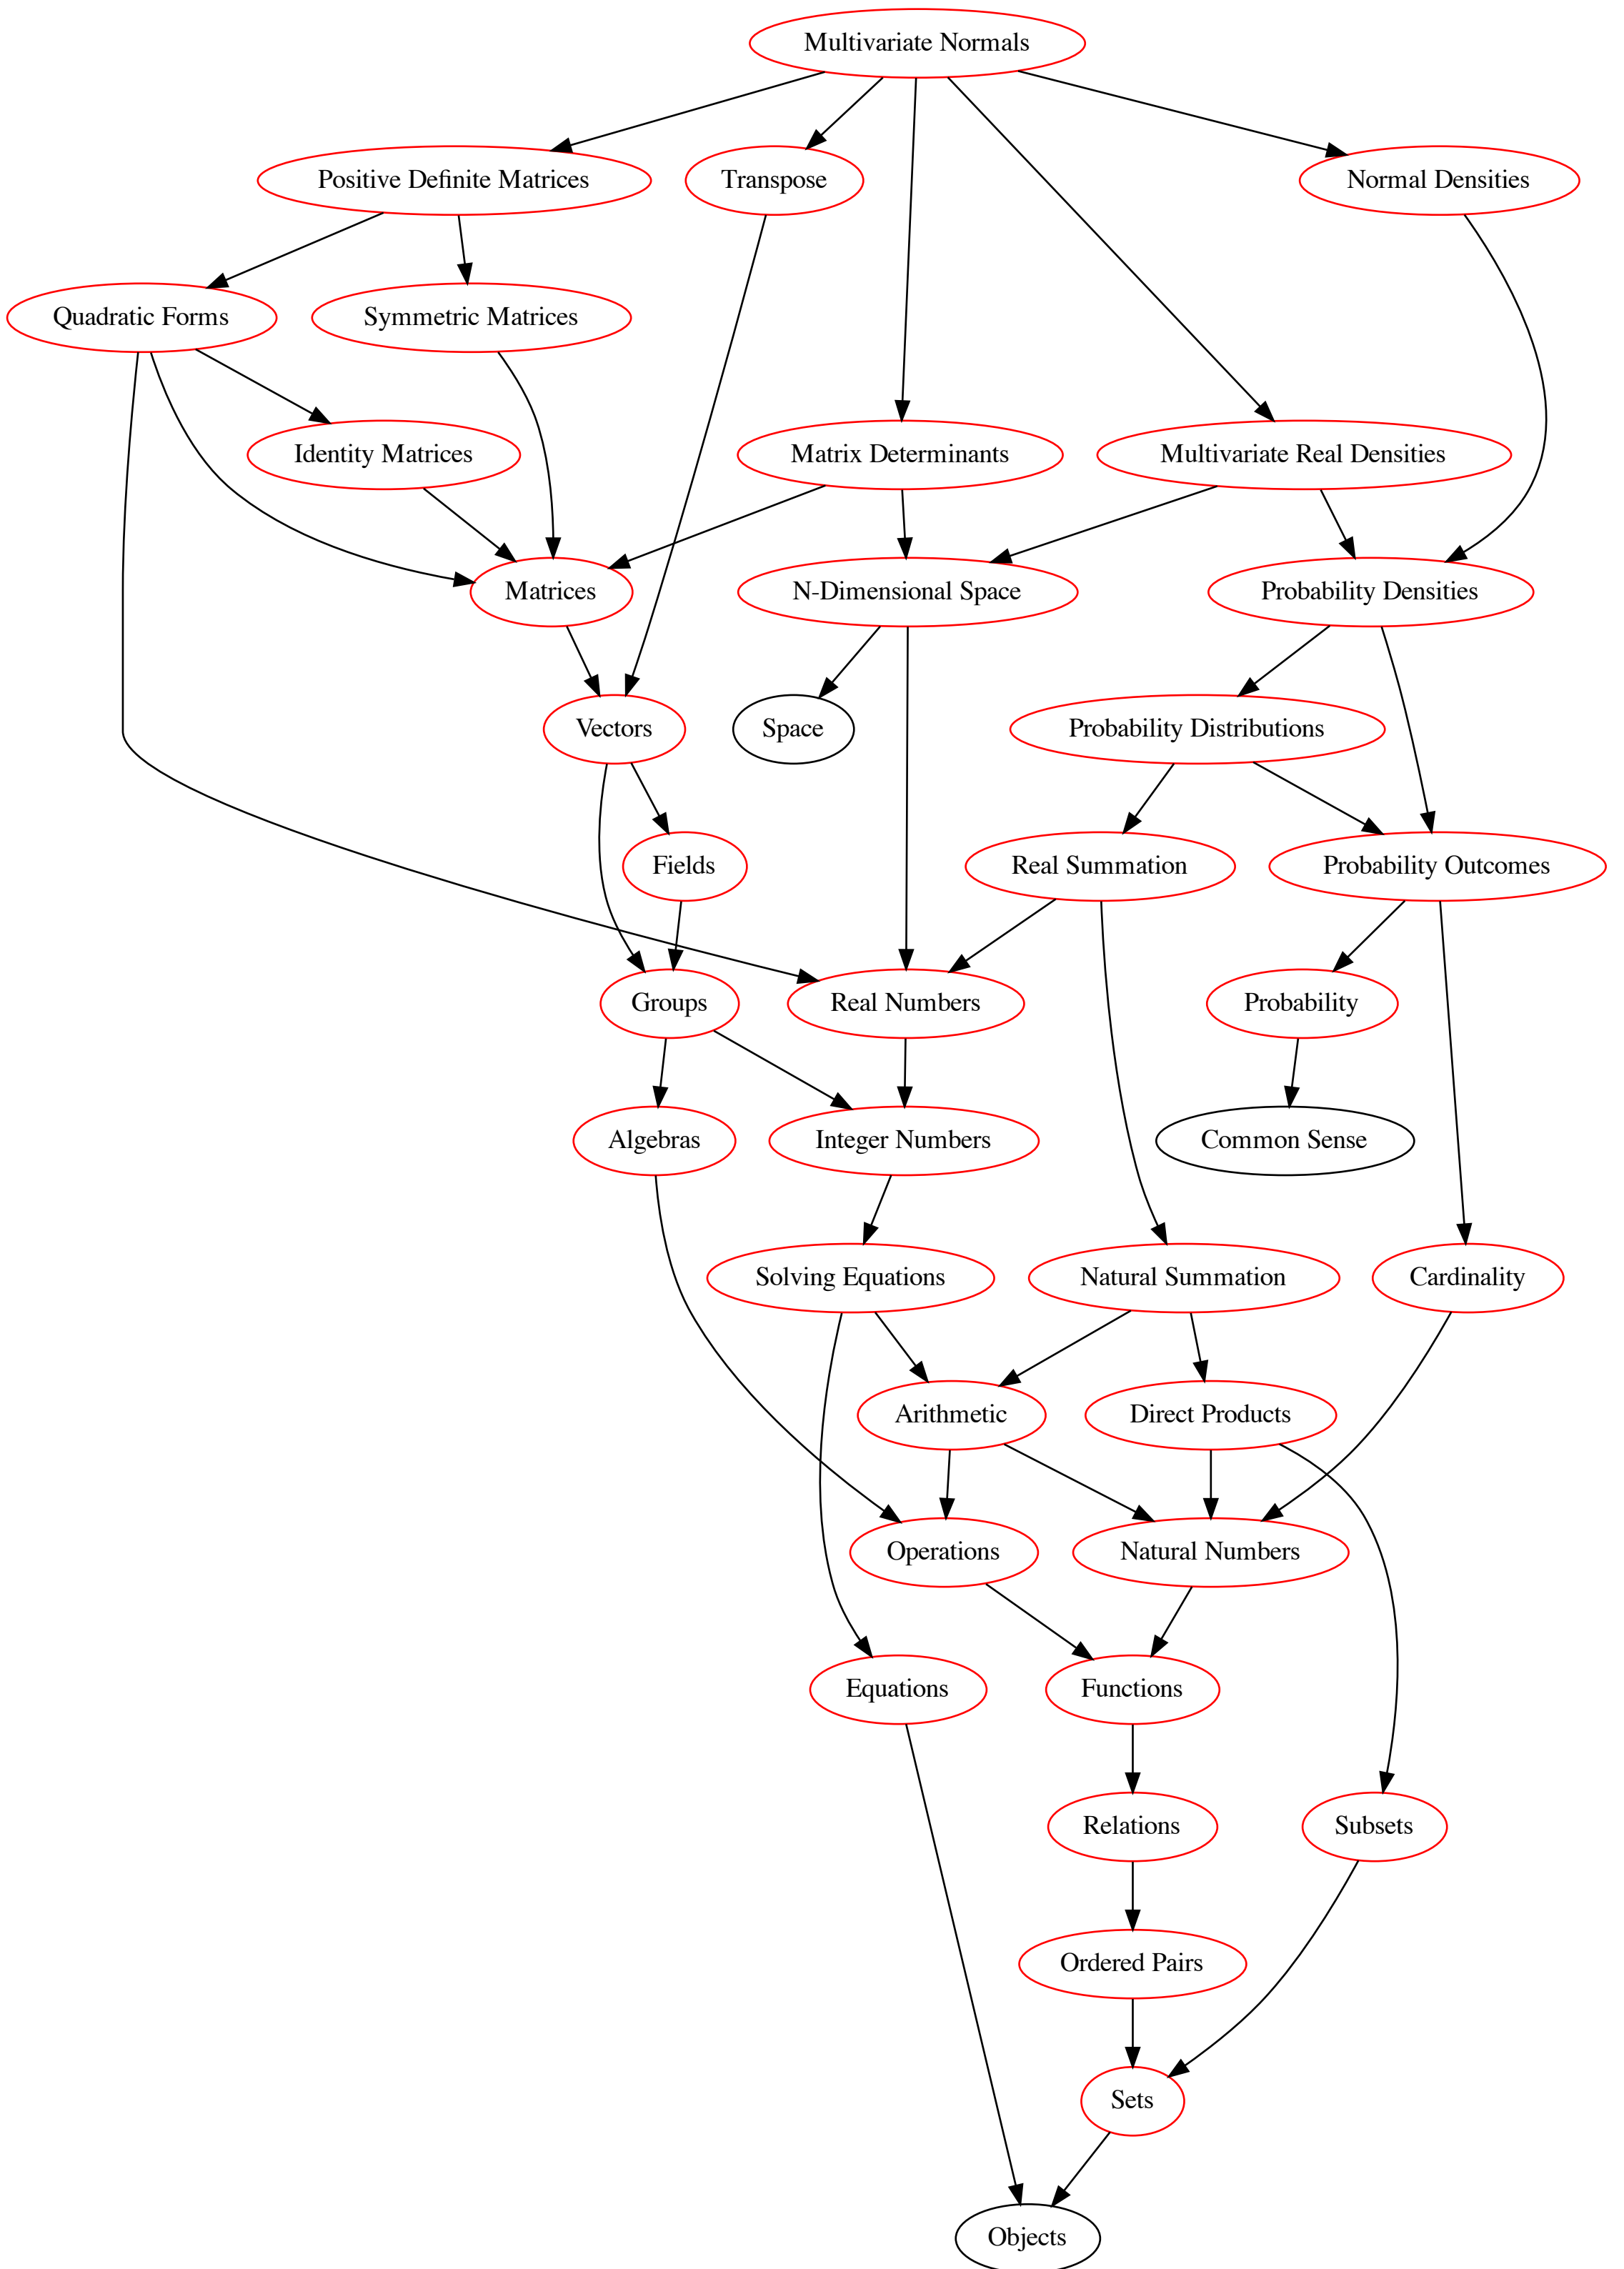 Multivariate Normals
Positive Definite Matrices
Transpose
Normal Densities
Quadratic Forms
Symmetric Matrices
Identity Matrices
Matrix Determinants
Multivariate Real Densities
Matrices
N-Dimensional Space
Probability Densities
Vectors
Space
Probability Distributions
Fields
Real Summation
Probability Outcomes
Groups
Real Numbers
Probability
Algebras
Integer Numbers
Common Sense
Solving Equations
Natural Summation
Cardinality
Arithmetic
Direct Products
Operations
Natural Numbers
Equations
Functions
Relations
Subsets
Ordered Pairs
Sets
Objects